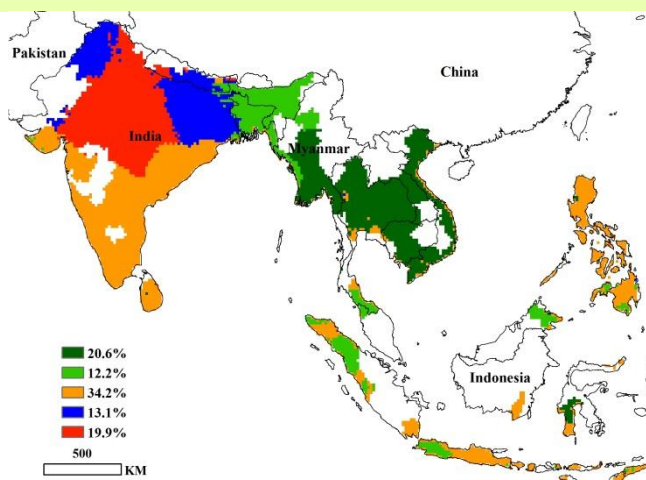 Pakistan
China
India
Myanmar
Indonesia
20.6%
12.2%
34.2%
13.1%
19.9%
500
KM